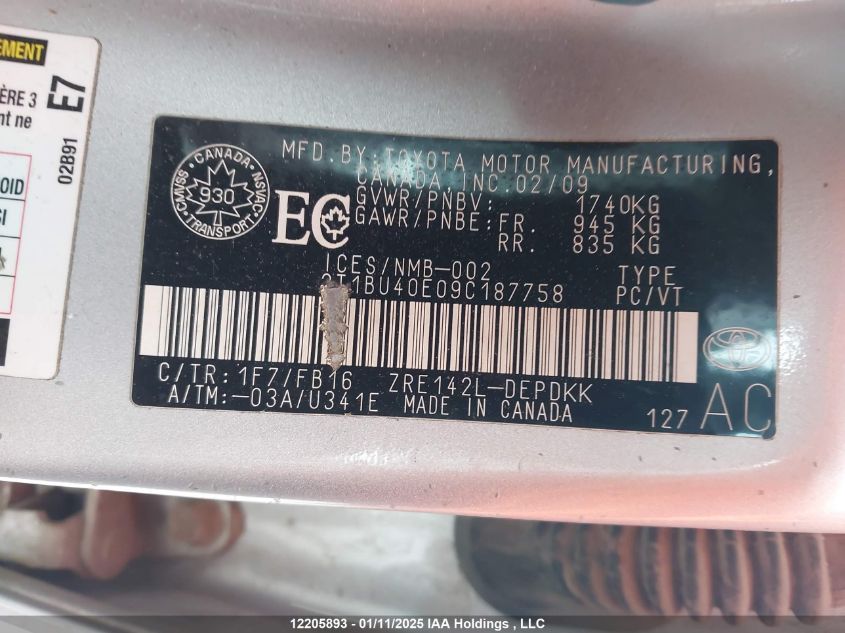 EMENT
ÈRE 3
nt ne
E7
02B91
OID
SI
CANADA
CMVSS 930 NSVAC
TRANSPORT
EC
MFD. BY: TOYOTA MOTOR MANUFACTURING,
CANADA, INC. 02/09
GVWR/PNBV: 1740KG
GAWR/PNBE: FR. 945 KG
RR. 835 KG
ICES/NMB-002 TYPE
2T1BU40E09C187758 PC/VT
C/TR: 1F7/FB16 ZRE142L-DEPDKK
A/TM:-03A/U341E MADE IN CANADA
127 AC
12205893 - 01/11/2025 IAA Holdings , LLC